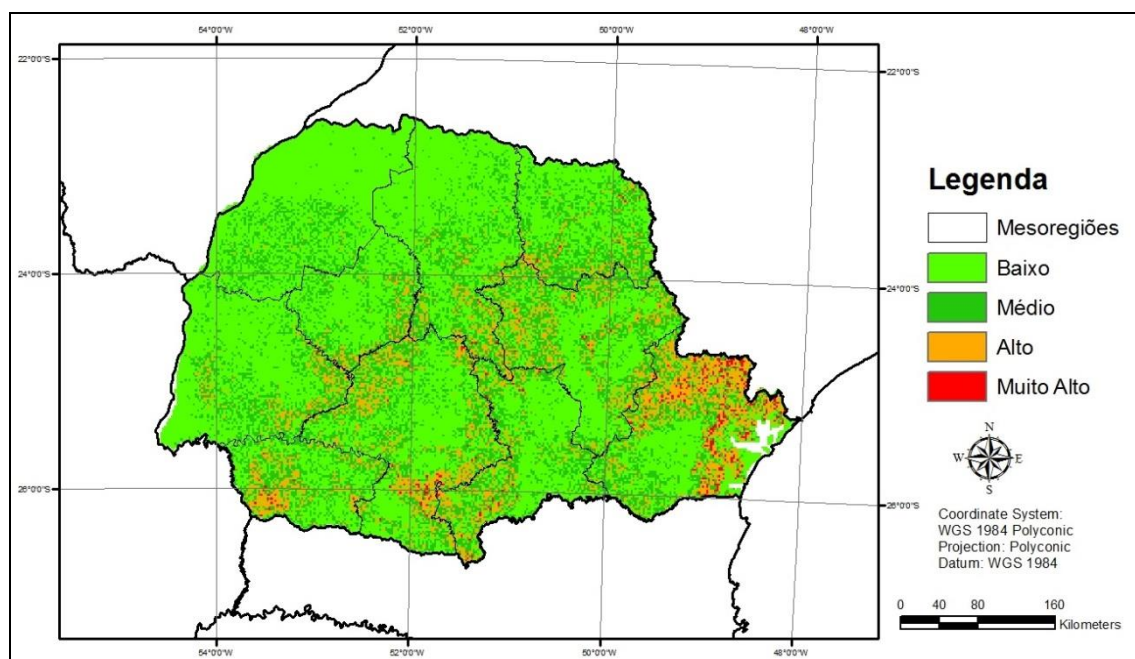 54°0'0"W 52°0'0"W 50°0'0"W 48°0'0"W
22°0'0"S 22°0'0"S
24°0'0"S 24°0'0"S
26°0'0"S 26°0'0"S
54°0'0"W 52°0'0"W 50°0'0"W 48°0'0"W
Legenda
Mesoregiões
Baixo
Médio
Alto
Muito Alto
N
W E
S
Coordinate System:
WGS 1984 Polyconic
Projection: Polyconic
Datum: WGS 1984
0 40 80 160
Kilometers